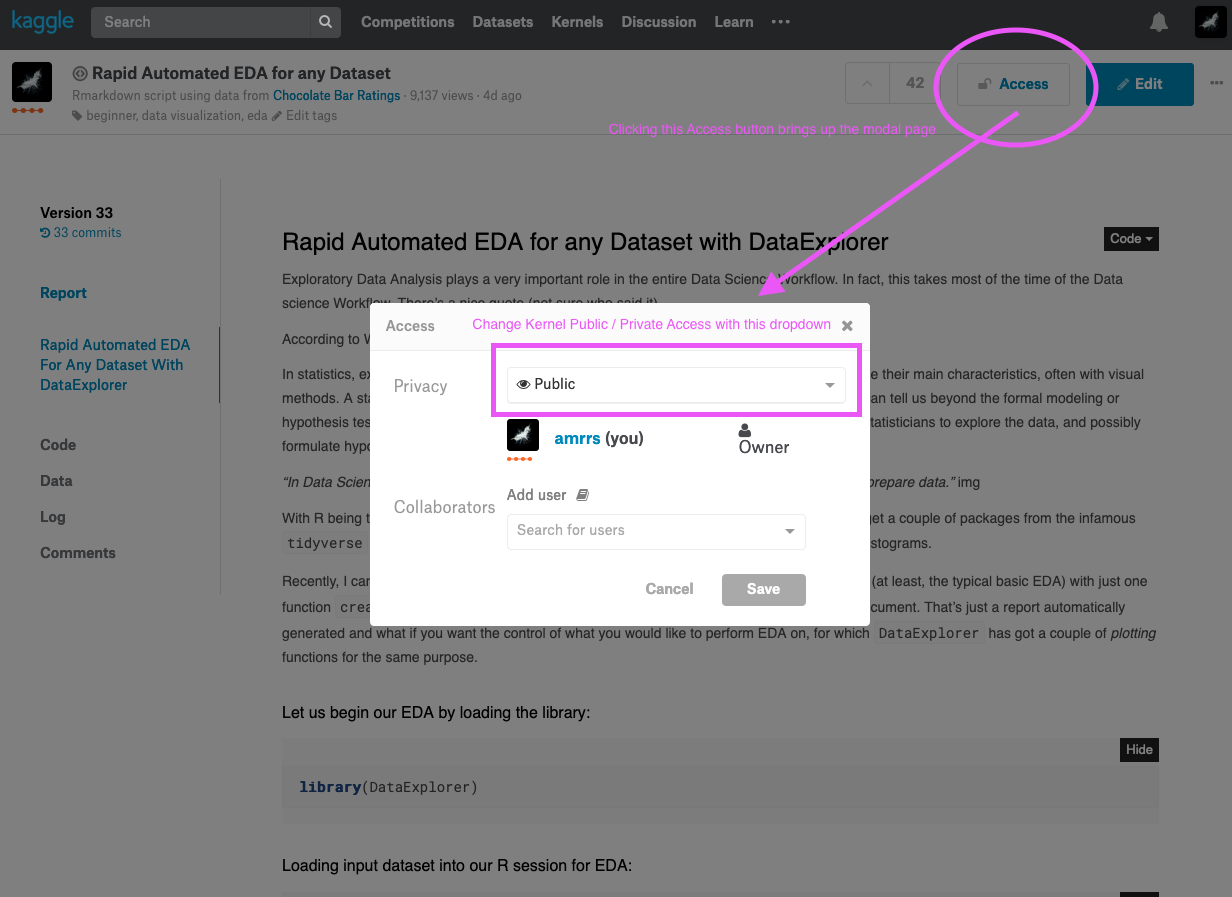 kaggle Search Competitions Datasets Kernels Discussion Learn
Rapid Automated EDA for any Dataset
Rmarkdown script using data from Chocolate Bar Ratings · 9,137 views · 4d ago
beginner, data visualization, eda Edit tags
42 Access Edit
Clicking this Access button brings up the modal page
Version 33
33 commits
Report
Rapid Automated EDA
For Any Dataset With
DataExplorer
Code
Data
Log
Comments
Rapid Automated EDA for any Dataset with DataExplorer
Code
Exploratory Data Analysis plays a very important role in the entire Data Science Workflow. In fact, this takes most of the time of the Data
science Workflow. There's a nice quote (not sure who said it)
According to W
In statistics, ex e their main characteristics, often with visual
methods. A sta an tell us beyond the formal modeling or
hypothesis tes tatisticians to explore the data, and possibly
formulate hypo
"In Data Scien prepare data." img
With R being t get a couple of packages from the infamous
tidyverse stograms.
Recently, I car (at least, the typical basic EDA) with just one
function crea cument. That's just a report automatically
generated and what if you want the control of what you would like to perform EDA on, for which DataExplorer has got a couple of plotting
functions for the same purpose.
Access Change Kernel Public / Private Access with this dropdown
Privacy Public
amrrs (you) Owner
Collaborators Add user
Search for users
Cancel Save
Let us begin our EDA by loading the library:
Hide
library(DataExplorer)
Loading input dataset into our R session for EDA: